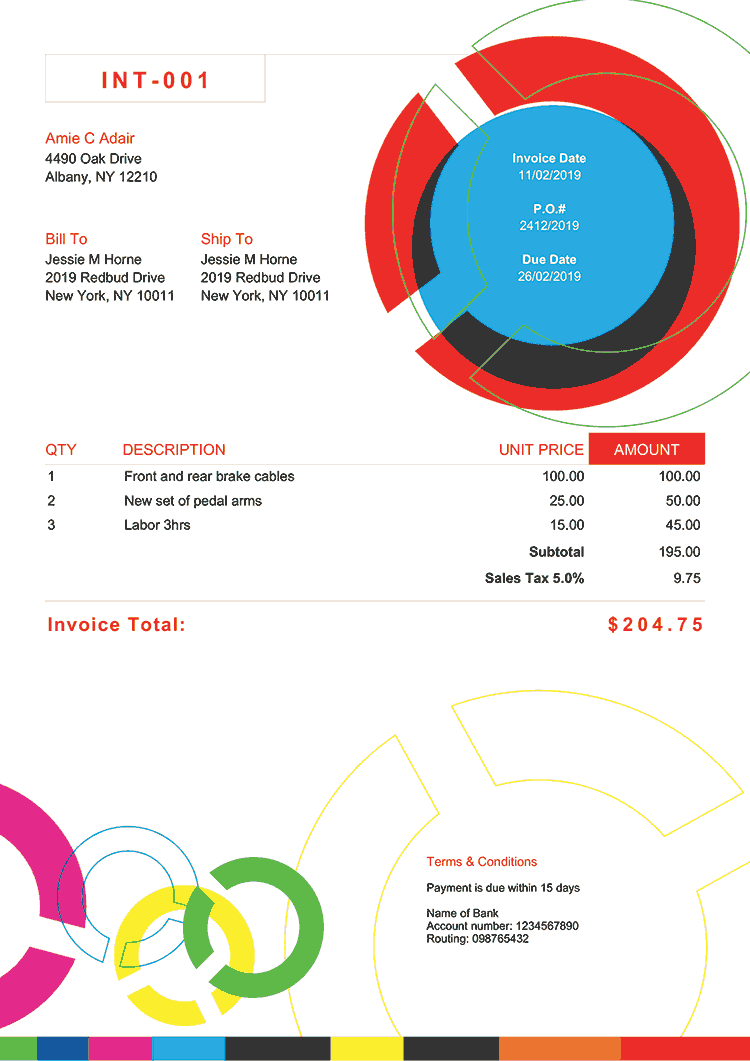 INT-001
Amie C Adair
4490 Oak Drive
Albany, NY 12210
Invoice Date
11/02/2019
P.O.#
2412/2019
Due Date
26/02/2019
Bill To
Jessie M Horne
2019 Redbud Drive
New York, NY 10011
Ship To
Jessie M Horne
2019 Redbud Drive
New York, NY 10011
QTY DESCRIPTION UNIT PRICE AMOUNT
1 Front and rear brake cables 100.00 100.00
2 New set of pedal arms 25.00 50.00
3 Labor 3hrs 15.00 45.00
Subtotal 195.00
Sales Tax 5.0% 9.75
Invoice Total: $204.75
Terms & Conditions
Payment is due within 15 days
Name of Bank
Account number: 1234567890
Routing: 098765432